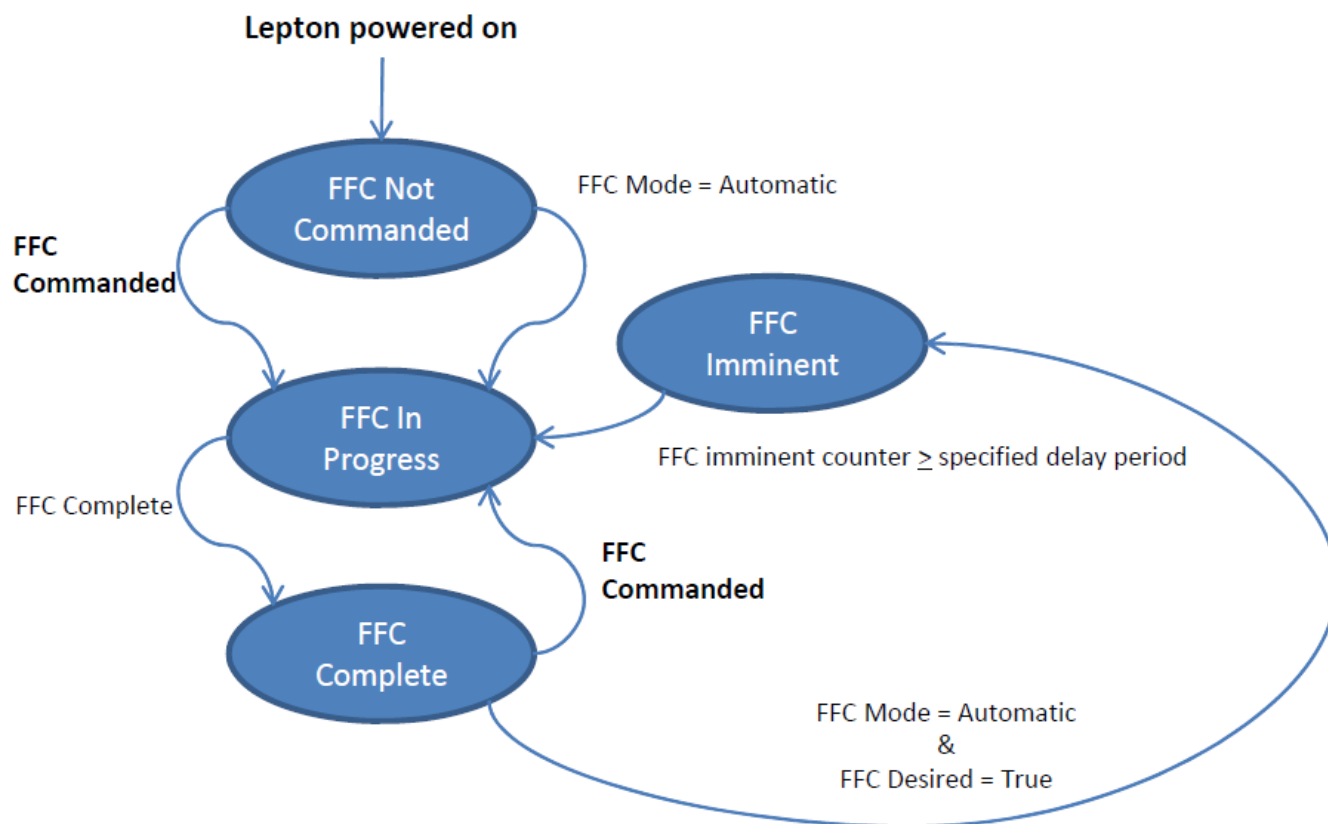 Lepton powered on
FFC Not
Commanded
FFC Mode = Automatic
FFC
Commanded
FFC
Imminent
FFC In
Progress
FFC imminent counter ≥ specified delay period
FFC Complete
FFC
Commanded
FFC
Complete
FFC Mode = Automatic
&
FFC Desired = True